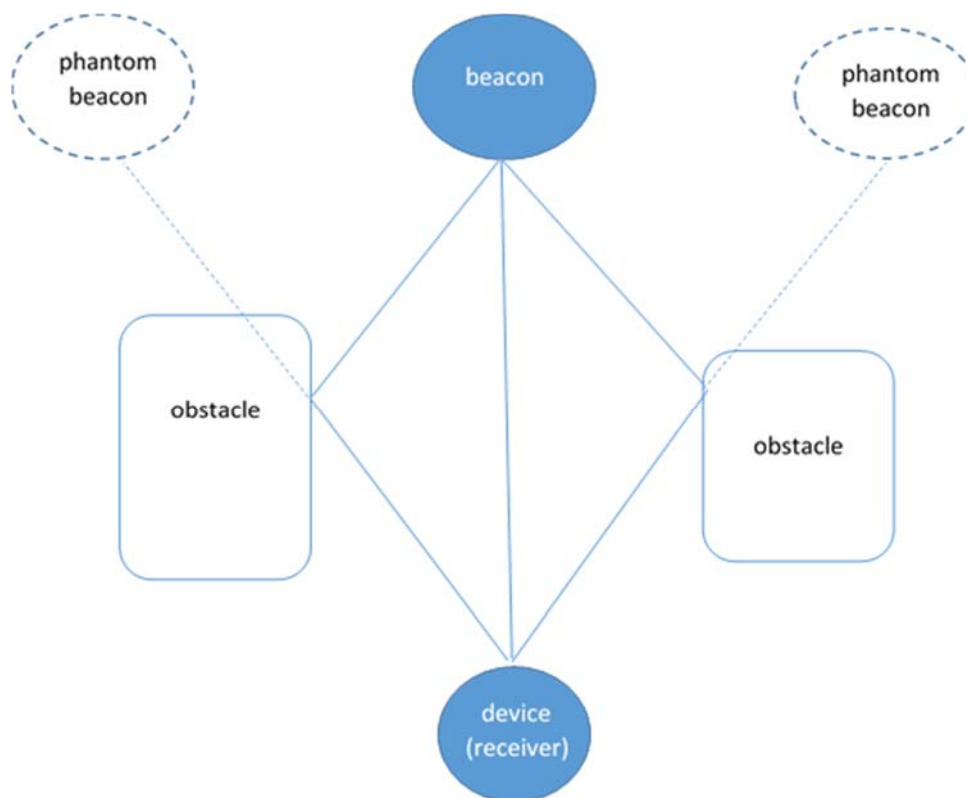 phantom
beacon
beacon
phantom
beacon
obstacle
obstacle
device
(receiver)